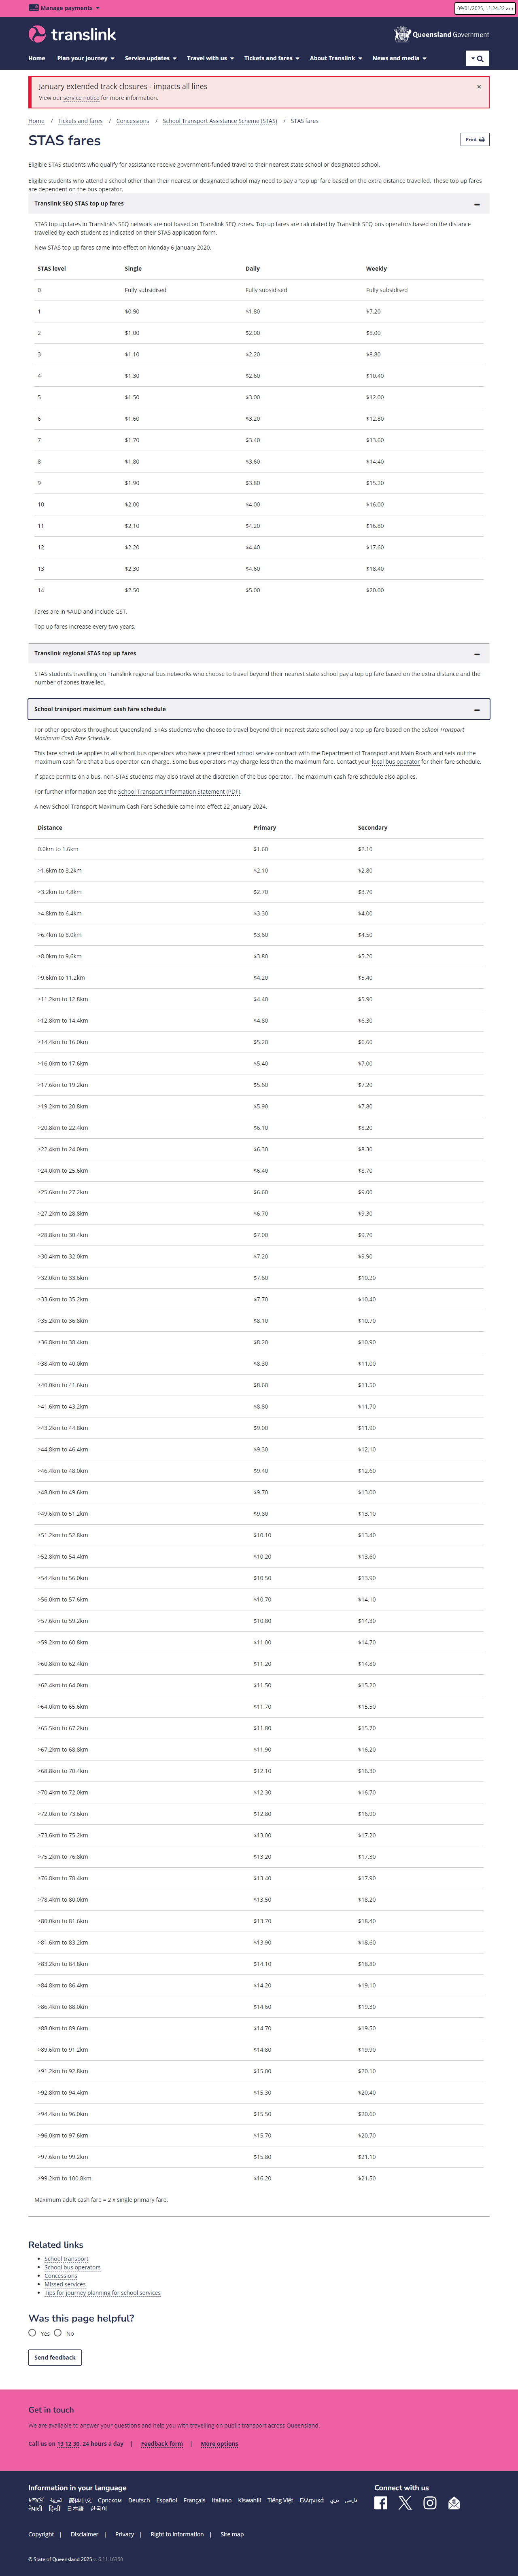 Manage payments
09/01/2025, 11:24:22 am
translink
Queensland Government
Home Plan your journey Service updates Travel with us Tickets and fares About Translink News and media
January extended track closures - impacts all lines
View our service notice for more information.
Home / Tickets and fares / Concessions / School Transport Assistance Scheme (STAS) / STAS fares
STAS fares
Print
Eligible STAS students who qualify for assistance receive government-fund travel to their nearest state school or designated school.
Eligible students who attend a school other than their nearest or designated school may need to pay a 'top up' fare based on the extra distance travelled. These top up fares
are dependent on the bus operator.
Translink SEQ STAS top up fares
STAS top up fares in Translink's SEQ network are not based on Translink SEQ zones. Top up fares are calculated by Translink SEQ bus operators based on the distance
travelled by each student as indicated on their STAS application form.
New STAS top up fares came into effect on Monday 6 January 2020.
STAS level Single Daily Weekly
0 Fully subsidised Fully subsidised Fully subsidised
1 $0.90 $1.80 $7.20
2 $1.00 $2.00 $8.00
3 $1.10 $2.20 $8.80
4 $1.30 $2.60 $10.40
5 $1.50 $3.00 $12.00
6 $1.60 $3.20 $12.80
7 $1.70 $3.40 $13.60
8 $1.80 $3.60 $14.40
9 $1.90 $3.80 $15.20
10 $2.00 $4.00 $16.00
11 $2.10 $4.20 $16.80
12 $2.20 $4.40 $17.60
13 $2.30 $4.60 $18.40
14 $2.50 $5.00 $20.00
Fares are in $AUD and include GST.
Top up fares increase every two years.
Translink regional STAS top up fares
STAS students travelling on Translink regional bus networks who choose to travel beyond their nearest state school pay a top up fare based on the extra distance and the
number of zones travelled.
School transport maximum cash fare schedule
For other operators throughout Queensland, STAS students who choose to travel beyond their nearest state school pay a top up fare based on the School Transport
Maximum Cash Fare Schedule.
This fare schedule applies to all school bus operators who have a prescribed school service contract with the Department of Transport and Main Roads and sets out the
maximum cash fare that a bus operator can charge. Some bus operators may charge less than the maximum fare. Contact your local bus operator for their fare schedule.
If space permits on a bus, non-STAS students may also travel at the discretion of the bus operator. The maximum cash fare schedule also applies.
For further information see the School Transport Information Statement (PDF).
A new School Transport Maximum Cash Fare Schedule came into effect 22 January 2024.
Distance Primary Secondary
0.0km to 1.6km $1.60 $2.10
>1.6km to 3.2km $2.10 $2.80
>3.2km to 4.8km $2.70 $3.70
>4.8km to 6.4km $3.30 $4.00
>6.4km to 8.0km $3.60 $4.50
>8.0km to 9.6km $3.80 $5.20
>9.6km to 11.2km $4.20 $5.40
>11.2km to 12.8km $4.40 $5.90
>12.8km to 14.4km $4.80 $6.30
>14.4km to 16.0km $5.20 $6.60
>16.0km to 17.6km $5.40 $7.00
>17.6km to 19.2km $5.60 $7.20
>19.2km to 20.8km $5.90 $7.80
>20.8km to 22.4km $6.10 $8.20
>22.4km to 24.0km $6.30 $8.30
>24.0km to 25.6km $6.40 $8.70
>25.6km to 27.2km $6.60 $9.00
>27.2km to 28.8km $6.70 $9.30
>28.8km to 30.4km $7.00 $9.70
>30.4km to 32.0km $7.20 $9.90
>32.0km to 33.6km $7.60 $10.20
>33.6km to 35.2km $7.70 $10.40
>35.2km to 36.8km $8.10 $10.70
>36.8km to 38.4km $8.20 $10.90
>38.4km to 40.0km $8.30 $11.00
>40.0km to 41.6km $8.60 $11.50
>41.6km to 43.2km $8.80 $11.70
>43.2km to 44.8km $9.00 $11.90
>44.8km to 46.4km $9.30 $12.10
>46.4km to 48.0km $9.40 $12.60
>48.0km to 49.6km $9.70 $13.00
>49.6km to 51.2km $9.80 $13.10
>51.2km to 52.8km $10.10 $13.40
>52.8km to 54.4km $10.20 $13.60
>54.4km to 56.0km $10.50 $13.90
>56.0km to 57.6km $10.70 $14.10
>57.6km to 59.2km $10.80 $14.30
>59.2km to 60.8km $11.00 $14.70
>60.8km to 62.4km $11.20 $14.80
>62.4km to 64.0km $11.50 $15.20
>64.0km to 65.6km $11.70 $15.50
>65.5km to 67.2km $11.80 $15.70
>67.2km to 68.8km $11.90 $16.20
>68.8km to 70.4km $12.10 $16.30
>70.4km to 72.0km $12.30 $16.70
>72.0km to 73.6km $12.80 $16.90
>73.6km to 75.2km $13.00 $17.20
>75.2km to 76.8km $13.20 $17.30
>76.8km to 78.4km $13.40 $17.90
>78.4km to 80.0km $13.50 $18.20
>80.0km to 81.6km $13.70 $18.40
>81.6km to 83.2km $13.90 $18.60
>83.2km to 84.8km $14.10 $18.80
>84.8km to 86.4km $14.20 $19.10
>86.4km to 88.0km $14.60 $19.30
>88.0km to 89.6km $14.70 $19.50
>89.6km to 91.2km $14.80 $19.90
>91.2km to 92.8km $15.00 $20.10
>92.8km to 94.4km $15.30 $20.40
>94.4km to 96.0km $15.50 $20.60
>96.0km to 97.6km $15.70 $20.70
>97.6km to 99.2km $15.80 $21.10
>99.2km to 100.8km $16.20 $21.50
Maximum adult cash fare = 2 x single primary fare.
Related links
School transport
School bus operators
Concessions
Missed services
Tips for journey planning for school services
Was this page helpful?
Yes No
Send feedback
Get in touch
We are available to answer your questions and help you with travelling on public transport across Queensland.
Call us on 13 12 30, 24 hours a day | Feedback form | More options
Information in your language Connect with us
አማርኛ العربية 简体中文 Српском Deutsch Español Français Italiano Kiswahili Tiếng Việt Ελληνικά دری فارسی
नेपाली हिन्दी 日本語 한국어
Copyright | Disclaimer | Privacy | Right to information | Site map
© State of Queensland 2025 v. 6.11.16350